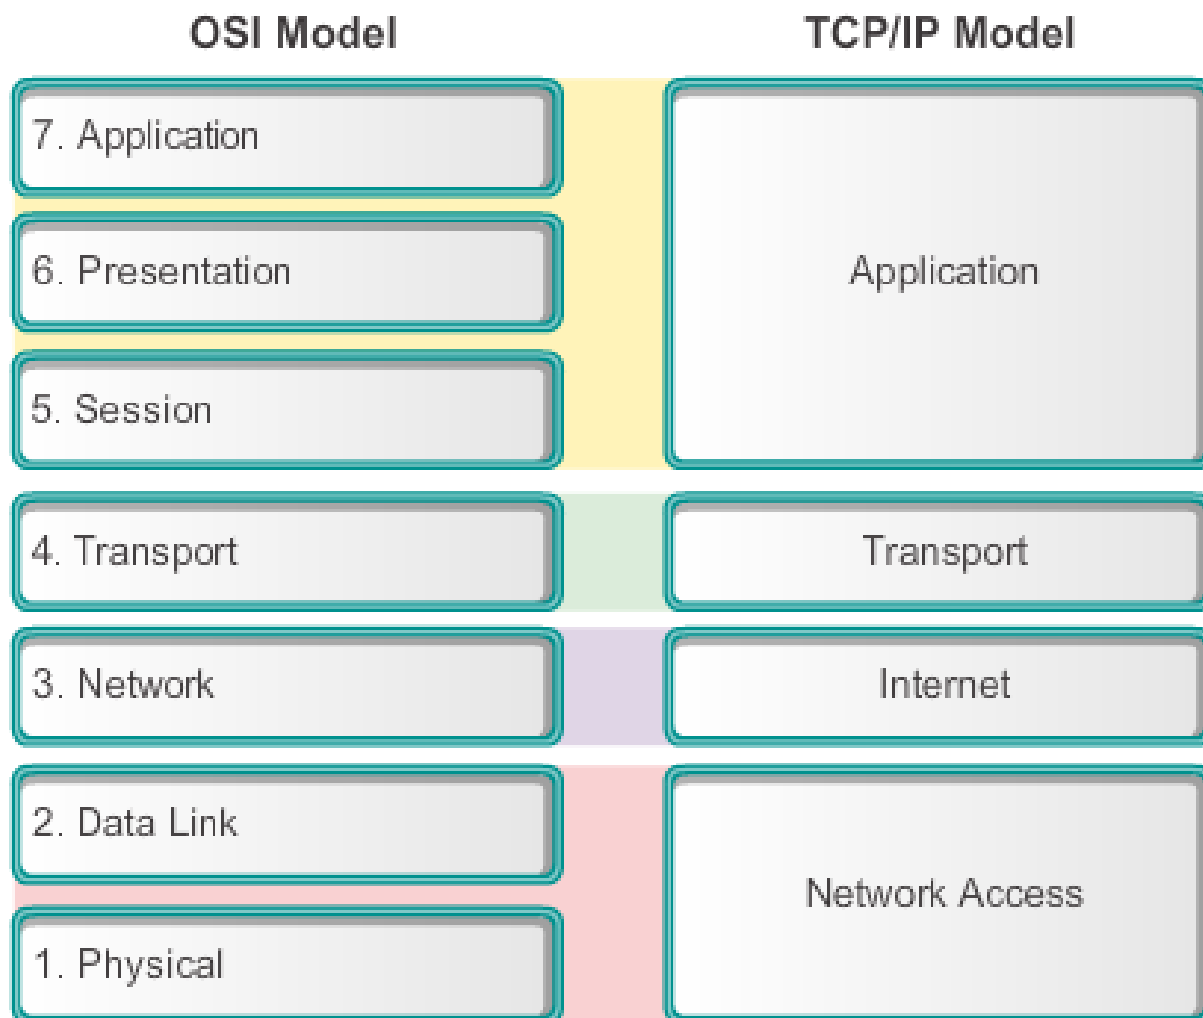 OSI Model
TCP/IP Model
7. Application
6. Presentation
5. Session
Application
4. Transport
Transport
3. Network
Internet
2. Data Link
1. Physical
Network Access